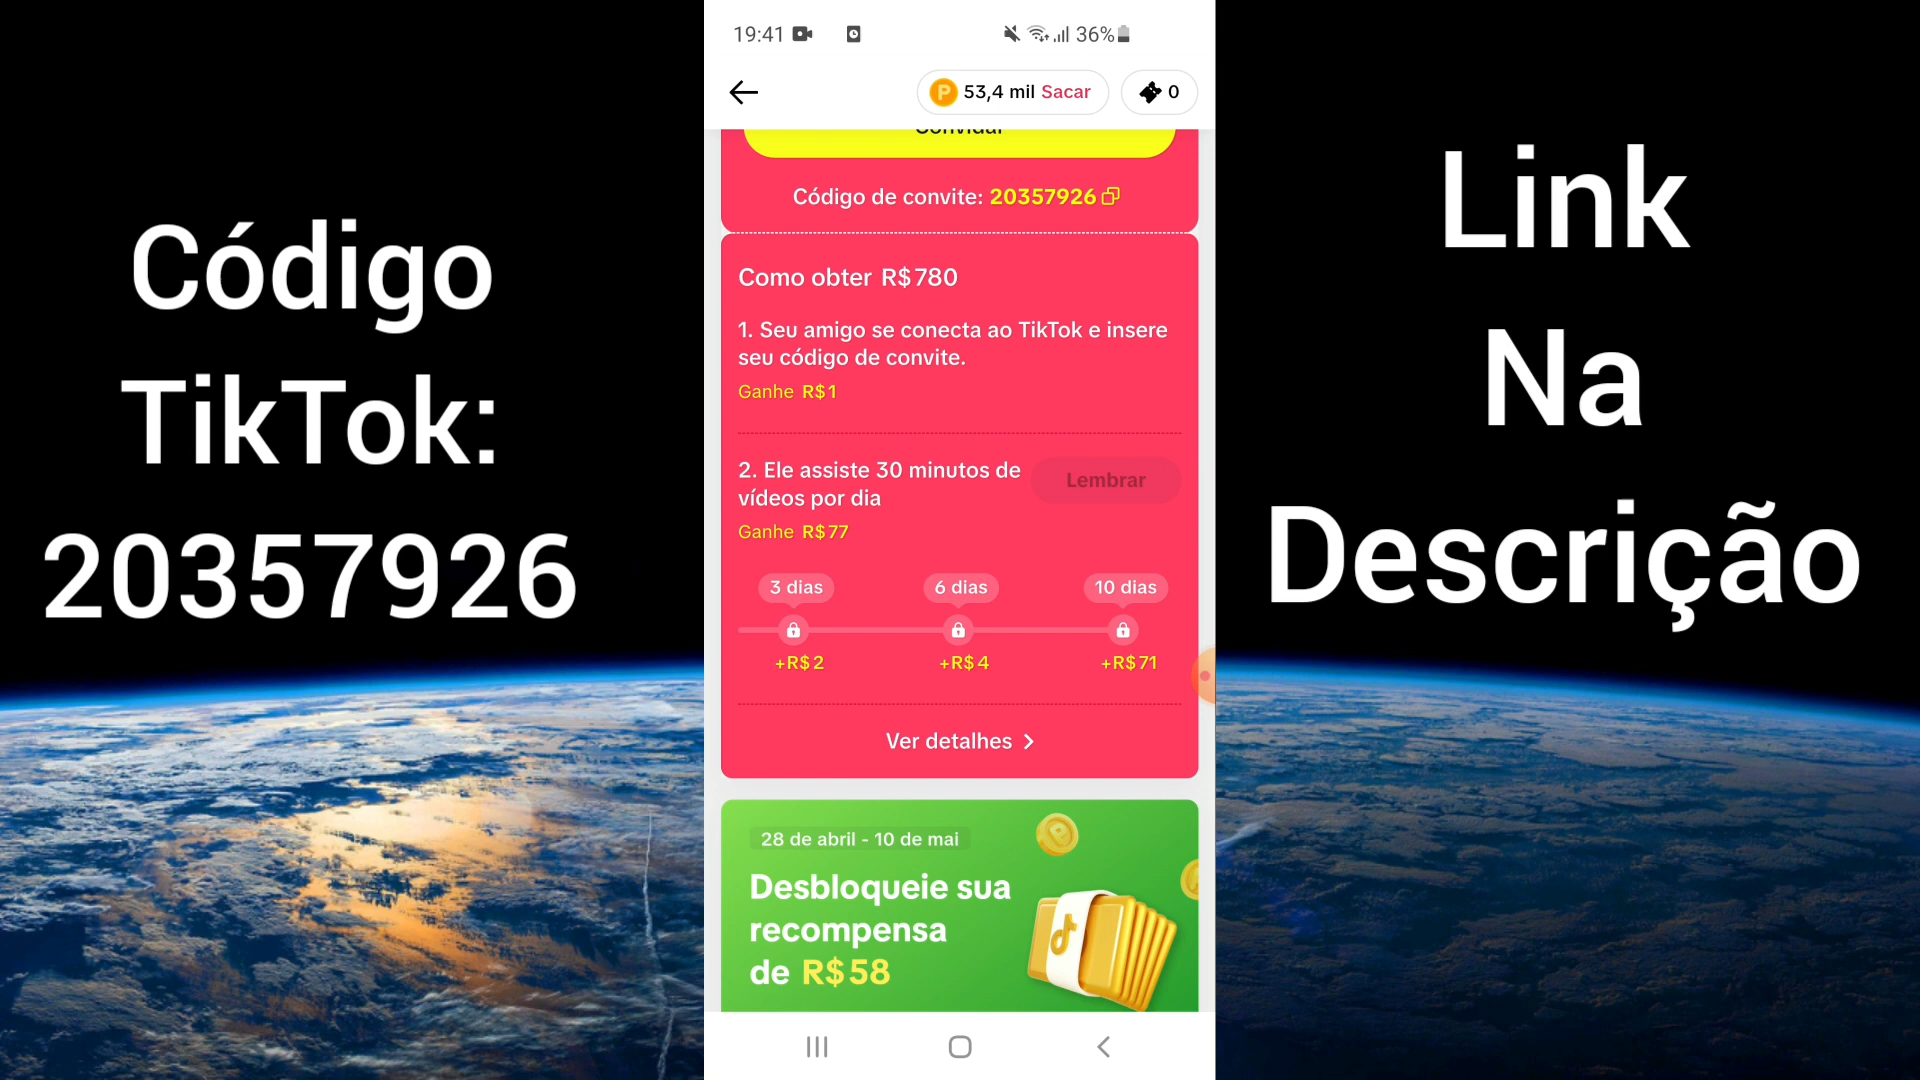 Código
TikTok:
20357926
19:41
36%
53,4 mil Sacar
0
Convidar
Código de convite: 20357926
Como obter R$780
1. Seu amigo se conecta ao TikTok e insere
seu código de convite.
Ganhe R$1
2. Ele assiste 30 minutos de
vídeos por dia
Lembrar
Ganhe R$77
3 dias
6 dias
10 dias
+R$2
+R$4
+R$71
Ver detalhes
28 de abril - 10 de mai
Desbloqueie sua
recompensa
de R$58
Link
Na
Descrição